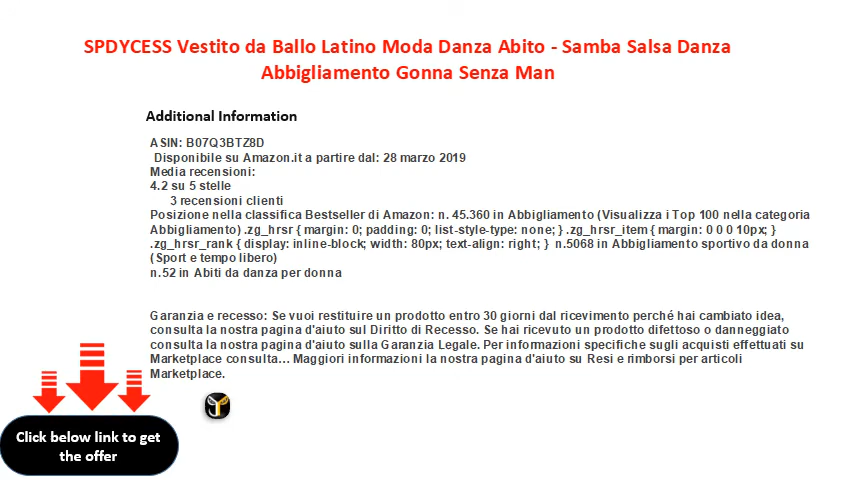 SPDYCESS Vestito da Ballo Latino Moda Danza Abito - Samba Salsa Danza
Abbigliamento Gonna Senza Man
Additional Information
ASIN: B07Q3BTZ8D
Disponibile su Amazon.it a partire dal: 28 marzo 2019
Media recensioni:
4.2 su 5 stelle
3 recensioni clienti
Posizione nella classifica Bestseller di Amazon: n. 45.360 in Abbigliamento (Visualizza i Top 100 nella categoria
Abbigliamento) .zg_hrsr { margin: 0; padding: 0; list-style-type: none; } .zg_hrsr_item { margin: 0 0 0 10px; }
.zg_hrsr_rank { display: inline-block; width: 80px; text-align: right; } n.5068 in Abbigliamento sportivo da donna
(Sport e tempo libero)
n.52 in Abiti da danza per donna
Garanzia e recesso: Se vuoi restituire un prodotto entro 30 giorni dal ricevimento perché hai cambiato idea,
consulta la nostra pagina d'aiuto sul Diritto di Recesso. Se hai ricevuto un prodotto difettoso o danneggiato
consulta la nostra pagina d'aiuto sulla Garanzia Legale. Per informazioni specifiche sugli acquisti effettuati su
Marketplace consulta... Maggiori informazioni la nostra pagina d'aiuto su Resi e rimborsi per articoli
Marketplace.
Click below link to get
the offer